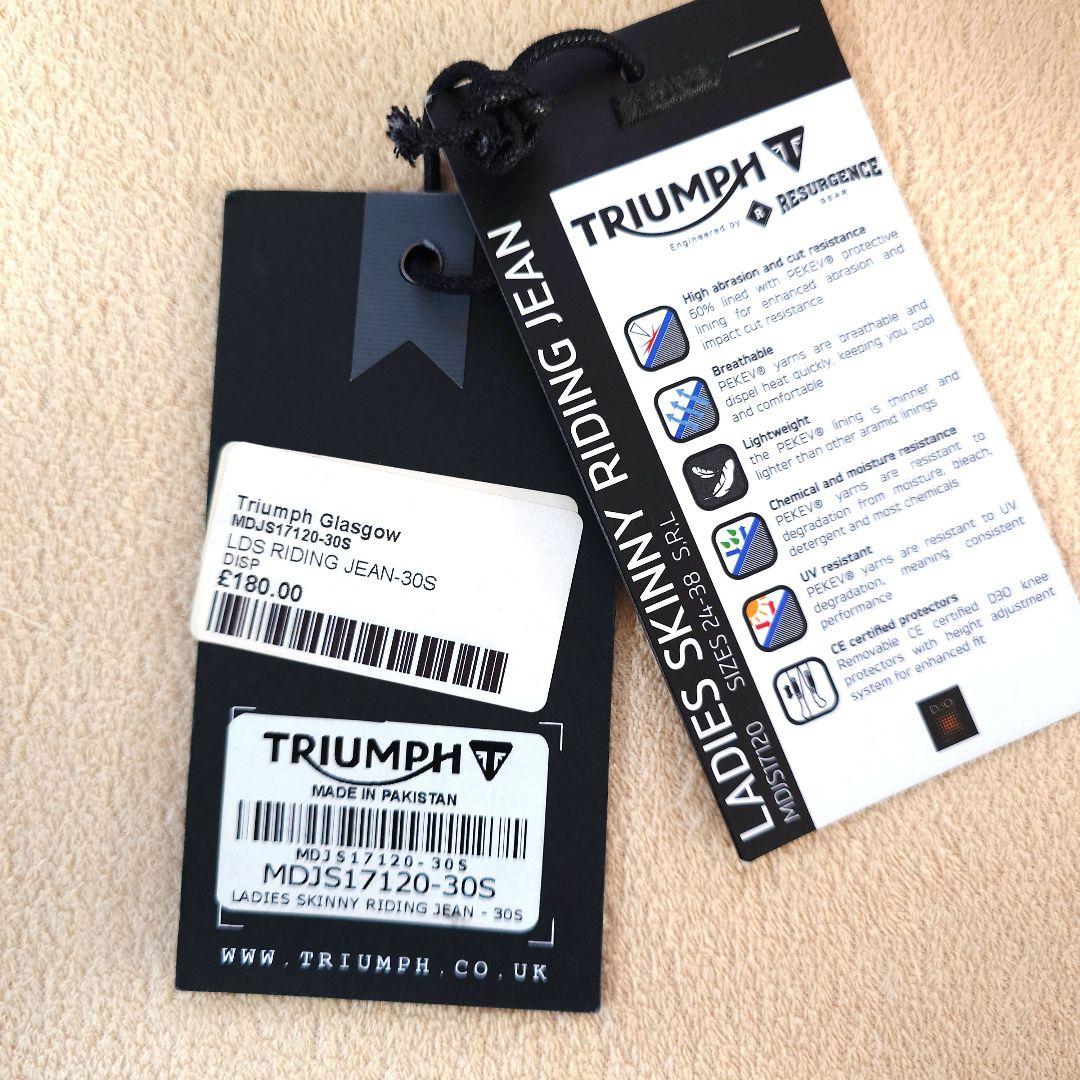 Triumph Glasgow
MDJS17120-30S
LDS RIDING JEAN-30S
DISP
£180.00
TRIUMPH
MADE IN PAKISTAN
MDJS17120-30S
MDJS17120-30S
LADIES SKINNY RIDING JEAN - 30S
WWW.TRIUMPH.CO.UK
LADIES SKINNY RIDING JEAN
MDJS17120
SIZES 24-38 S,R,L
TRIUMPH
Engineered by R RESURGENCE
GEAR
High abrasion and cut resistance
60% lined with PEKEV® protective
lining for enhanced abrasion and
impact cut resistance
Breathable
PEKEV® yarns are breathable and
dispel heat quickly, keeping you cool
and comfortable
Lightweight
the PEKEV® lining is thinner and
lighter than other aramid linings
Chemical and moisture resistance
PEKEV® yarns are resistant to
degradation from moisture, bleach,
detergent and most chemicals
UV resistant
PEKEV® yarns are resistant to UV
degradation, meaning consistent
performance
CE certified protectors
Removable CE certified D3O knee
protectors with height adjustment
system for enhanced fit
D3O